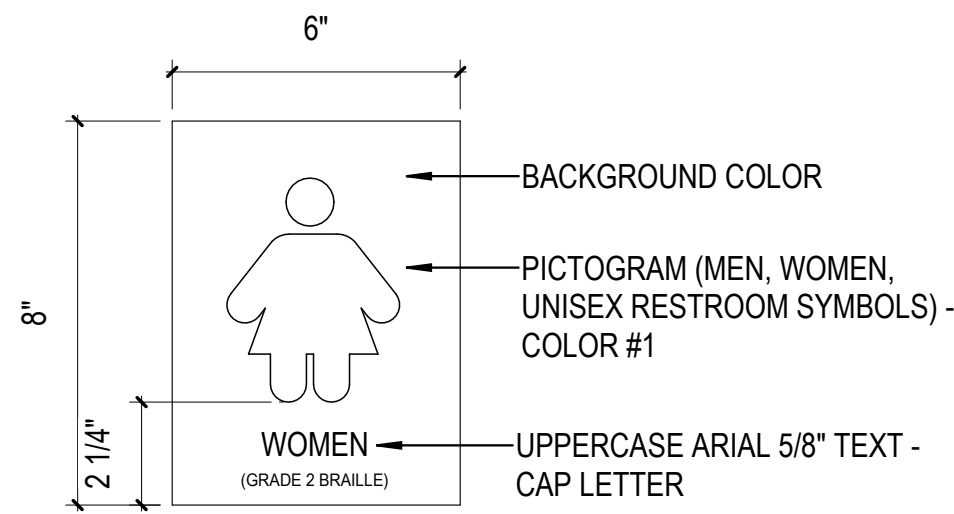 6"
BACKGROUND COLOR
PICTOGRAM (MEN, WOMEN,
UNISEX RESTROOM SYMBOLS) -
COLOR #1
8"
2 1/4"
WOMEN
(GRADE 2 BRAILLE)
UPPERCASE ARIAL 5/8" TEXT -
CAP LETTER